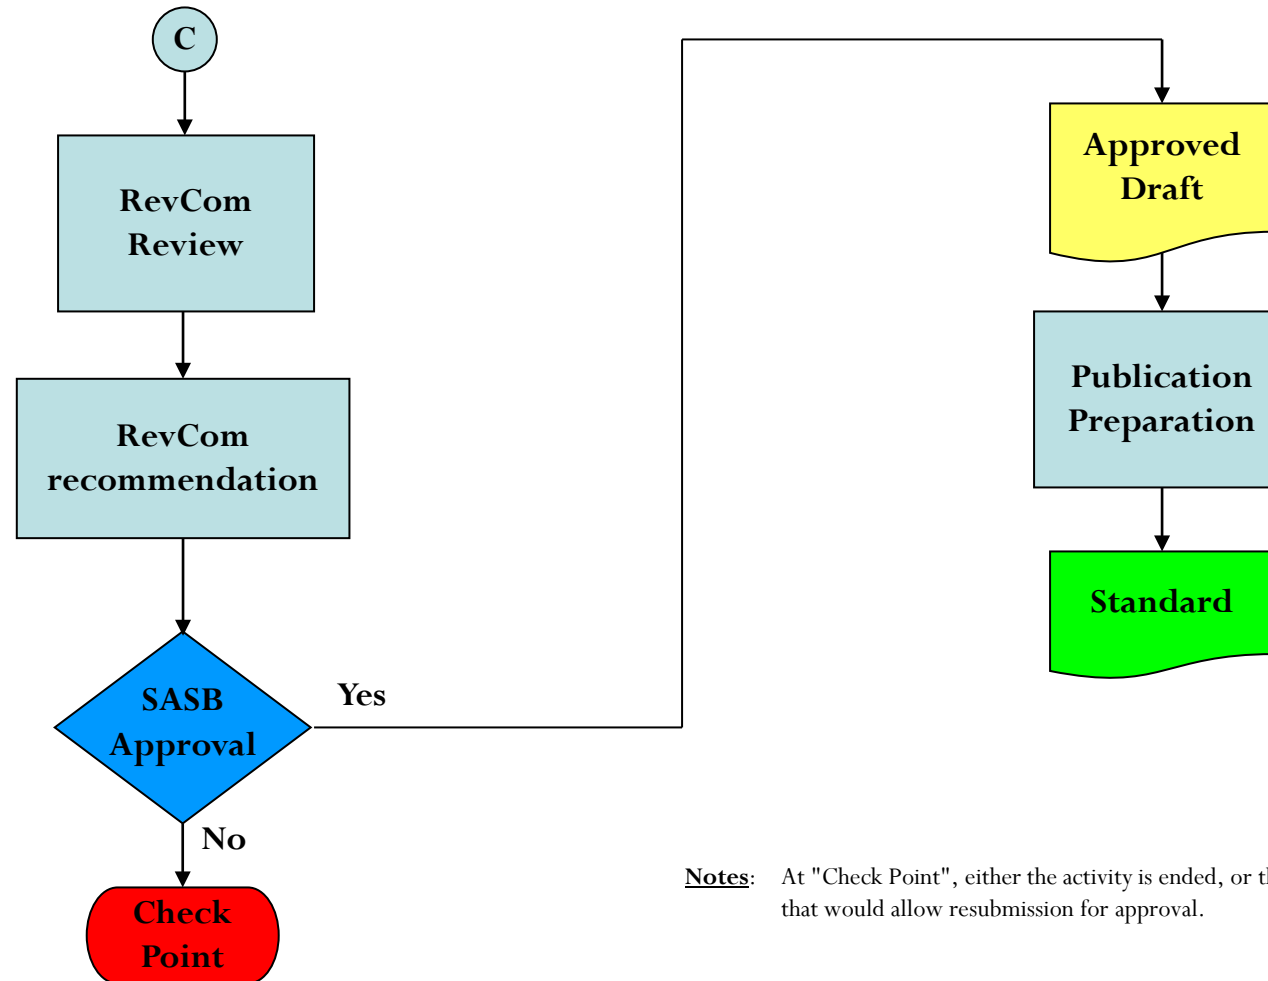 C
RevCom
Review
RevCom
recommendation
SASB
Approval
Yes
No
Check
Point
Approved
Draft
Publication
Preparation
Standard
Notes: At "Check Point", either the activity is ended, or
that would allow resubmission for approval.